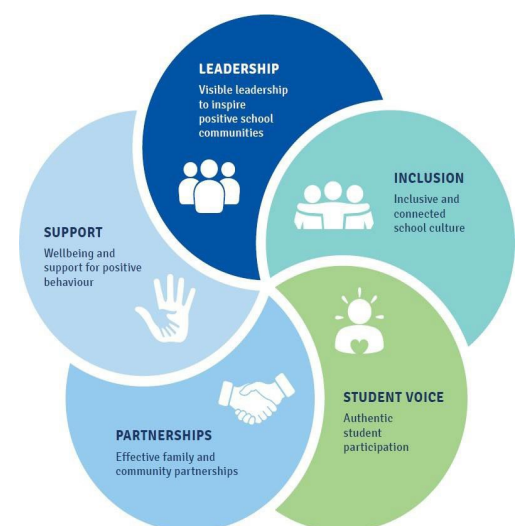 LEADERSHIP
Visible leadership
to inspire
positive school
communities
INCLUSION
Inclusive and
connected
school culture
STUDENT VOICE
Authentic
student
participation
PARTNERSHIPS
Effective family and
community partnerships
SUPPORT
Wellbeing and
support for positive
behaviour